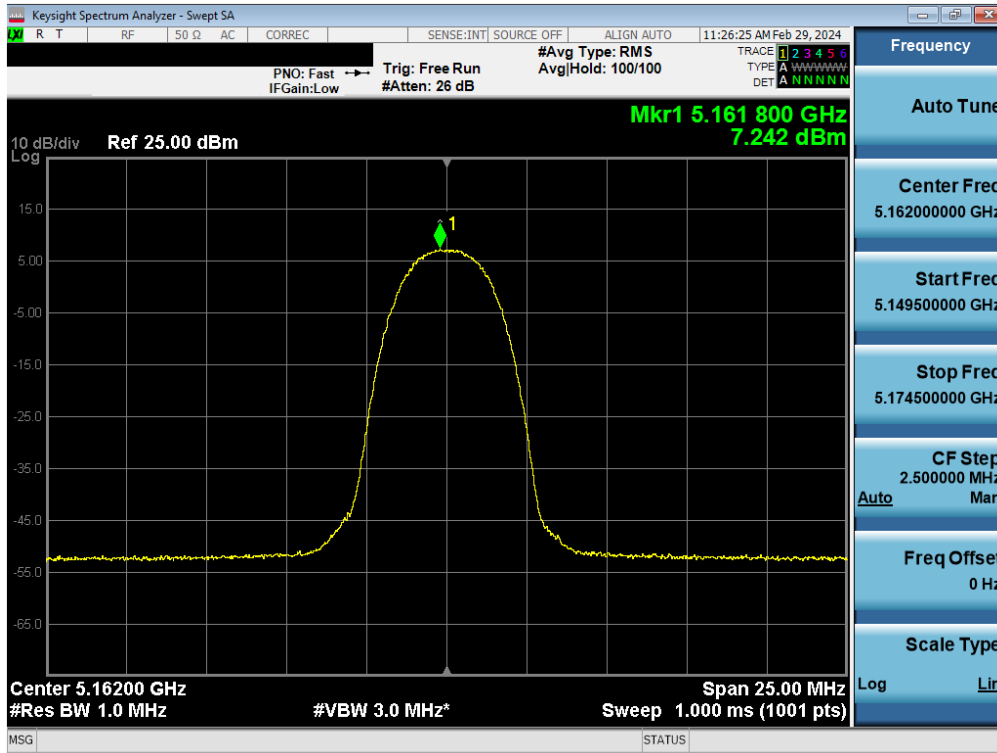 Keysight Spectrum Analyzer - Swept SA
LXI R T RF 50 Ω AC CORREC SENSE:INT SOURCE OFF ALIGN AUTO 11:26:25 AM Feb 29, 2024
PNO: Fast Trig: Free Run #Avg Type: RMS TRACE 1 2 3 4 5 6
IFGain:Low #Atten: 26 dB Avg|Hold: 100/100 TYPE A WWWWW
DET A N N N N N
Mkr1 5.161 800 GHz
7.242 dBm
10 dB/div Ref 25.00 dBm
Log
1
15.0
5.00
-5.00
-15.0
-25.0
-35.0
-45.0
-55.0
-65.0
Center 5.16200 GHz Span 25.00 MHz
#Res BW 1.0 MHz #VBW 3.0 MHz* Sweep 1.000 ms (1001 pts)
MSG STATUS
Frequency
Auto Tune
Center Freq
5.162000000 GHz
Start Freq
5.149500000 GHz
Stop Freq
5.174500000 GHz
CF Step
2.500000 MHz
Auto Man
Freq Offset
0 Hz
Scale Type
Log Lin